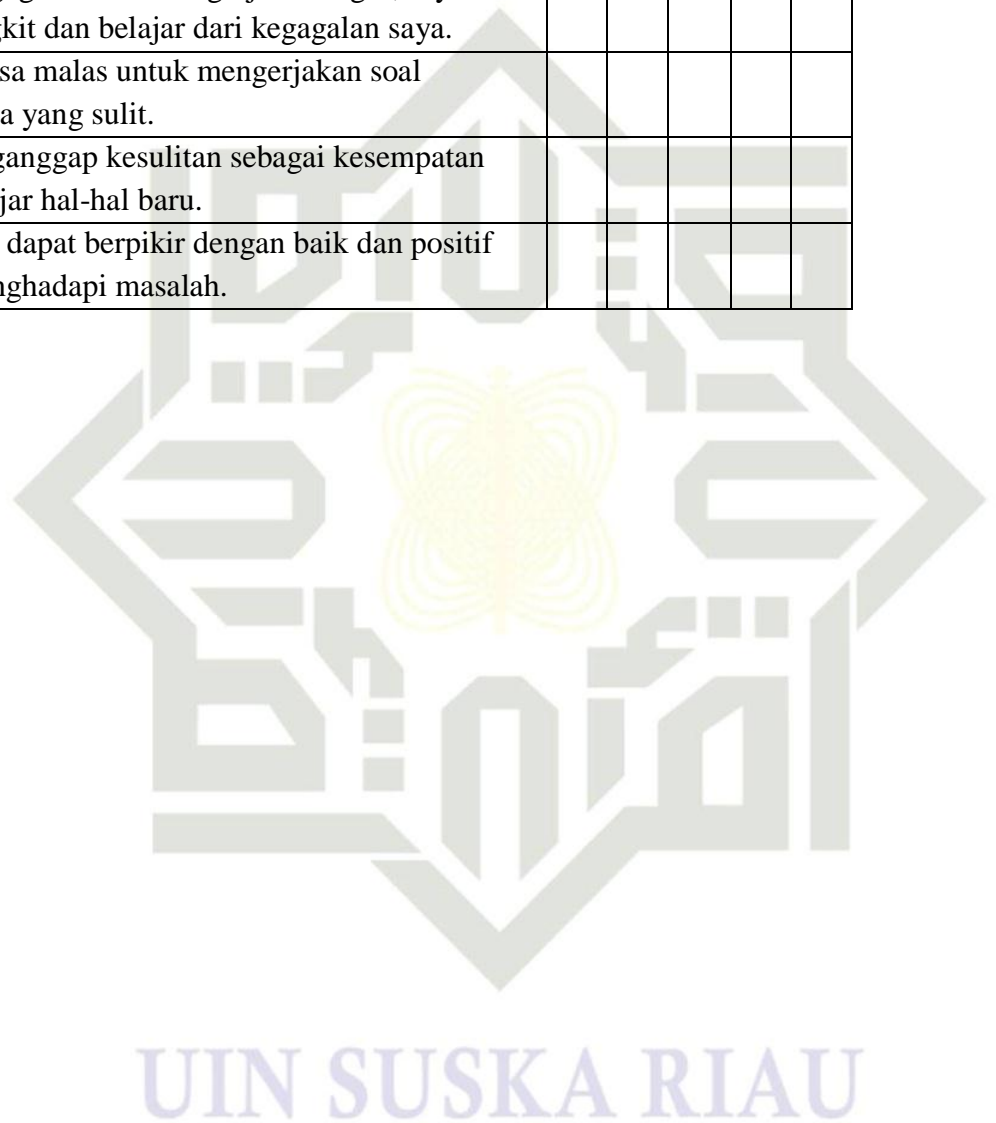 kit dan belajar dari kegagalan saya.
sa malas untuk mengerjakan soal
a yang sulit.
ganggap kesulitan sebagai kesempatan
jar hal-hal baru.
dapat berpikir dengan baik dan positif
nghadapi masalah.
UIN SUSKA RIAU